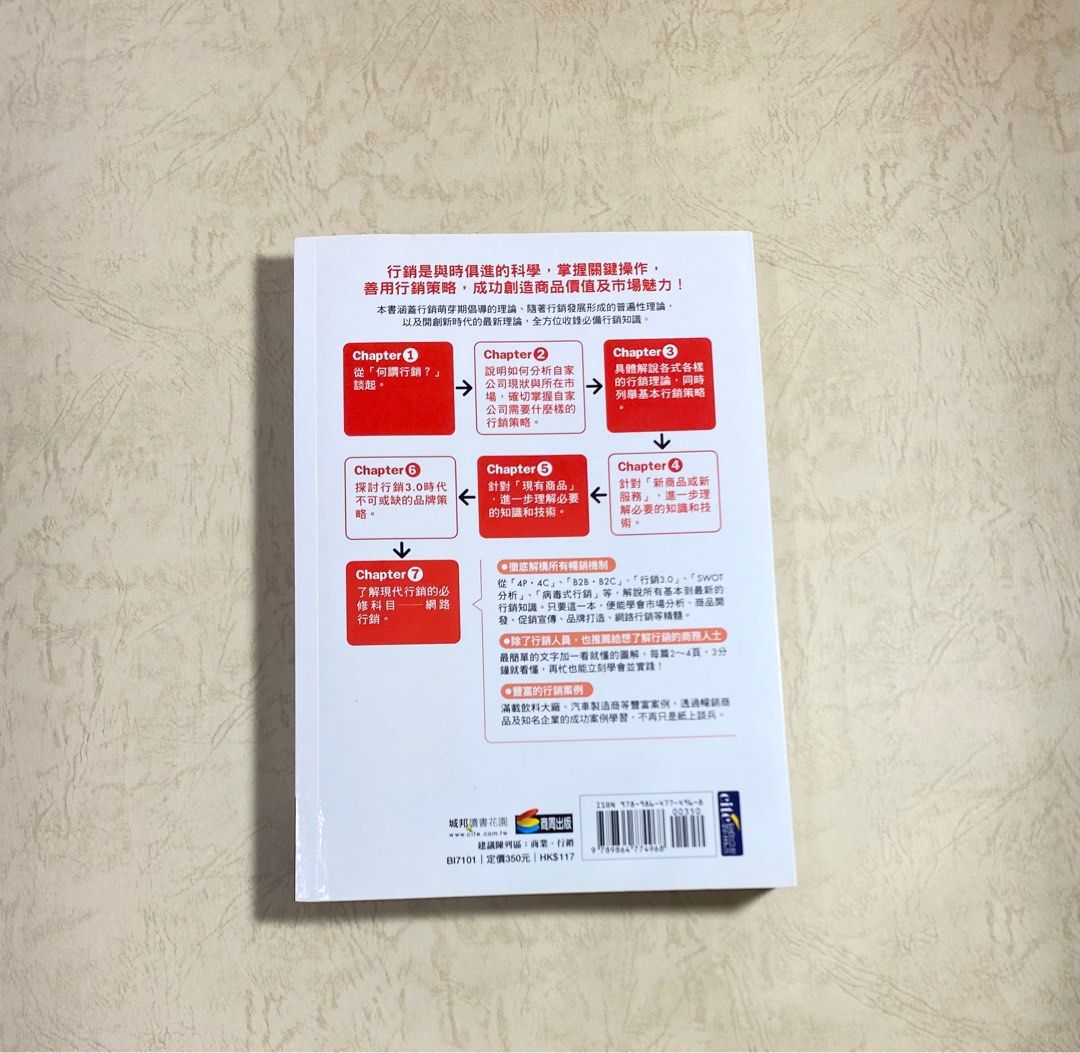 行銷是與時俱進的科學，掌握關鍵操作，
善用行銷策略，成功創造商品價值及市場魅力！
本書涵蓋行銷萌芽期倡導的理論、隨著行銷發展形成的普遍性理論，
以及開創新時代的最新理論，全方位收錄必備行銷知識。
Chapter 1
從「何謂行銷？」
談起。
Chapter 2
說明如何分析自家
公司現狀與所在市
場，確切掌握自家
公司需要什麼樣的
行銷策略。
Chapter 3
具體解說各式各樣
的行銷理論，同時
列舉基本行銷策略
。
Chapter 4
針對「新商品或新
服務」，進一步理
解必要的知識和技
術。
Chapter 5
針對「現有商品」
，進一步理解必要
的知識和技術。
Chapter 6
探討行銷3.0時代
不可或缺的品牌策
略。
Chapter 7
了解現代行銷的必
修科目──網路
行銷。
●徹底解構所有暢銷機制
從「4P・4C」、「B2B・B2C」、「行銷3.0」、「SWOT
分析」、「病毒式行銷」等，解說所有基本到最新的
行銷知識。只要這一本，便能學會市場分析、商品開
發、促銷宣傳、品牌打造、網路行銷等精髓。
●除了行銷人員，也推薦給想了解行銷的商務人士
最簡單的文字加一看就懂的圖解，每篇2～4頁，3分
鐘就看懂，再忙也能立刻學會並實踐！
●豐富的行銷案例
滿載飲料大廠、汽車製造商等豐富案例，透過暢銷商
品及知名企業的成功案例學習，不再只是紙上談兵。
城邦讀書花園
www.cite.com.tw
商周出版
建議陳列區：商業、行銷
BI7101｜定價350元｜HK$117
ISBN 978-986-477-496-8
00350
9 789864 774968
cite